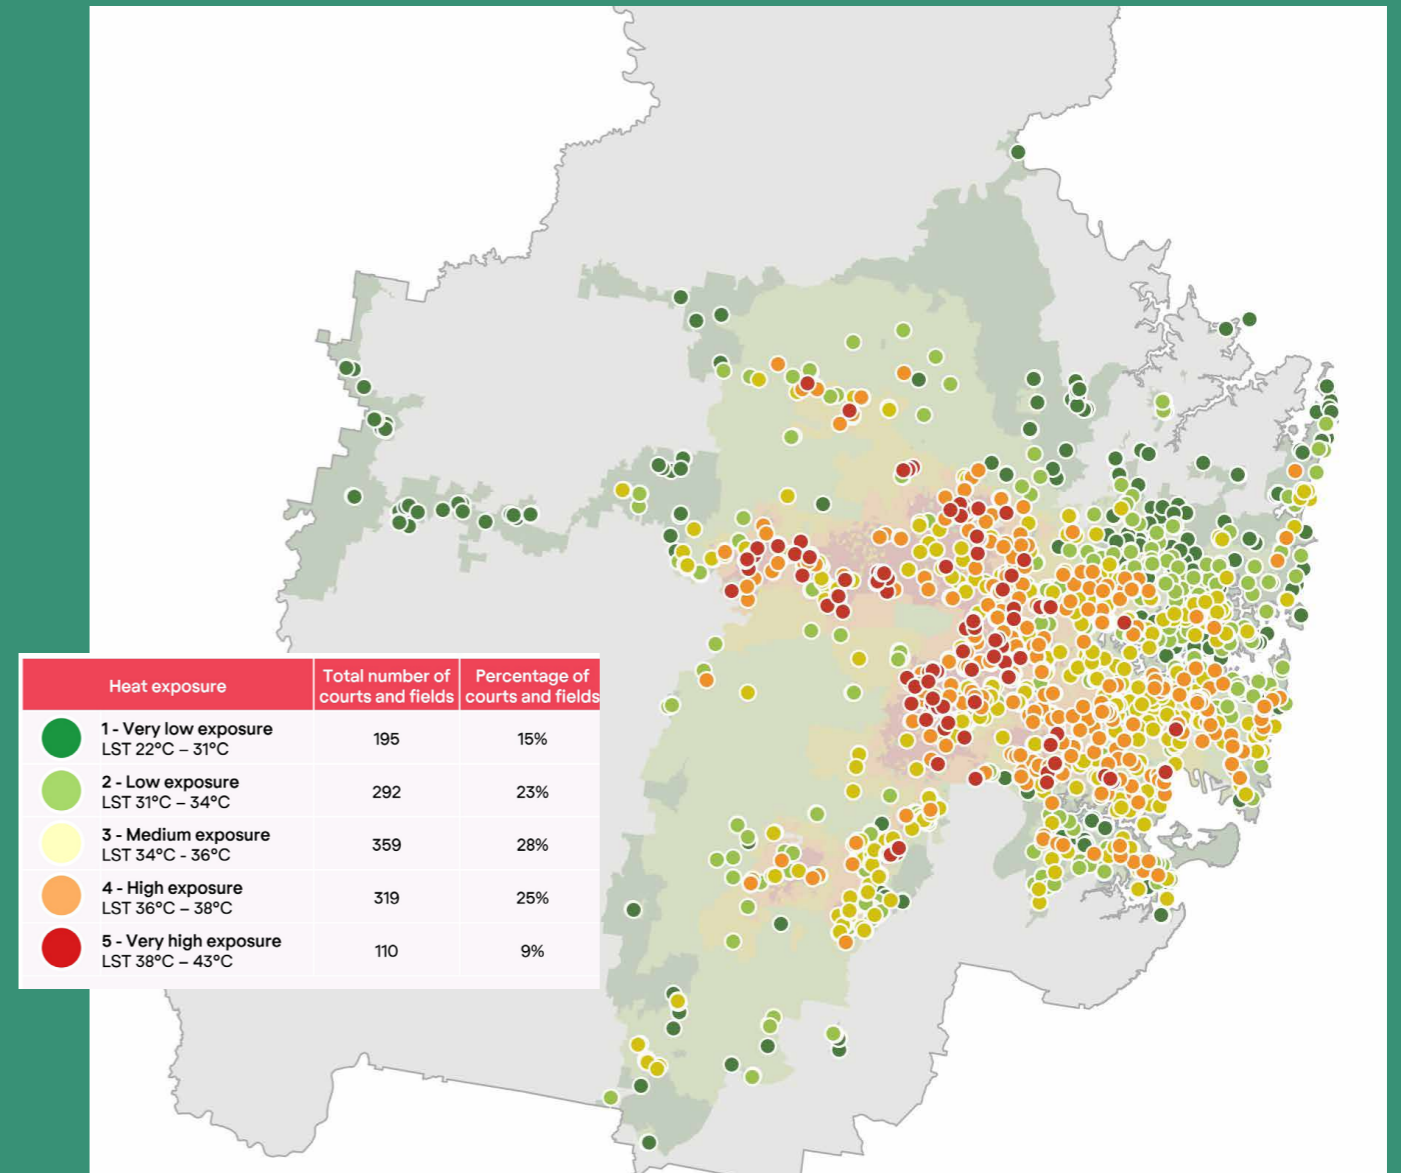 Heat exposure
Total number of
courts and fields
Percentage of
courts and fields
1 - Very low exposure
LST 22°C – 31°C
195
15%
2 - Low exposure
LST 31°C – 34°C
292
23%
3 - Medium exposure
LST 34°C - 36°C
359
28%
4 - High exposure
LST 36°C – 38°C
319
25%
5 - Very high exposure
LST 38°C – 43°C
110
9%